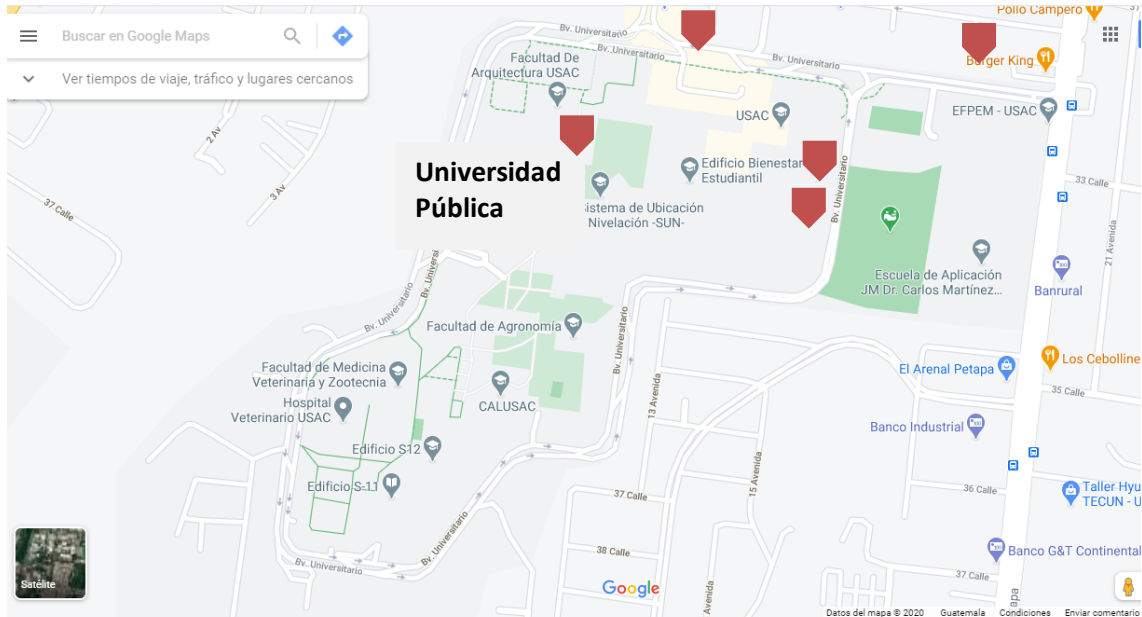 Pollo Campero
Buscar en Google Maps
Bv. Universitario
Bv. Universitario
Facultad De
Arquitectura USAC
Bv. Universitario
Burger King
Ver tiempos de viaje, tráfico y lugares cercanos
USAC
EFPEM - USAC
2 Av
Universidad
Pública
Edificio Bienestar
Estudiantil
Bv. Universitario
33 Calle
3 Av
37 Calle
istema de Ubicación
Nivelación -SUN-
21 Avenida
Bv. Universi
Escuela de Aplicación
JM Dr. Carlos Martínez...
Banrural
Bv. Universitario
Facultad de Agronomía
Bv. Universitario
Los Cebolline
Facultad de Medicina
Veterinaria y Zootecnia
El Arenal Petapa
13 Avenida
35 Calle
Hospital
Veterinario USAC
CALUSAC
Banco Industrial
Edificio S12
15 Avenida
Edificio S-11
37 Calle
36 Calle
Taller Hyu
TECUN - U
Bv. Universitario
38 Calle
Banco G&T Continental
Bv. Universitario
37 Calle
Satélite
Google
Avenida
apa
Datos del mapa © 2020 Guatemala Condiciones Enviar comentario